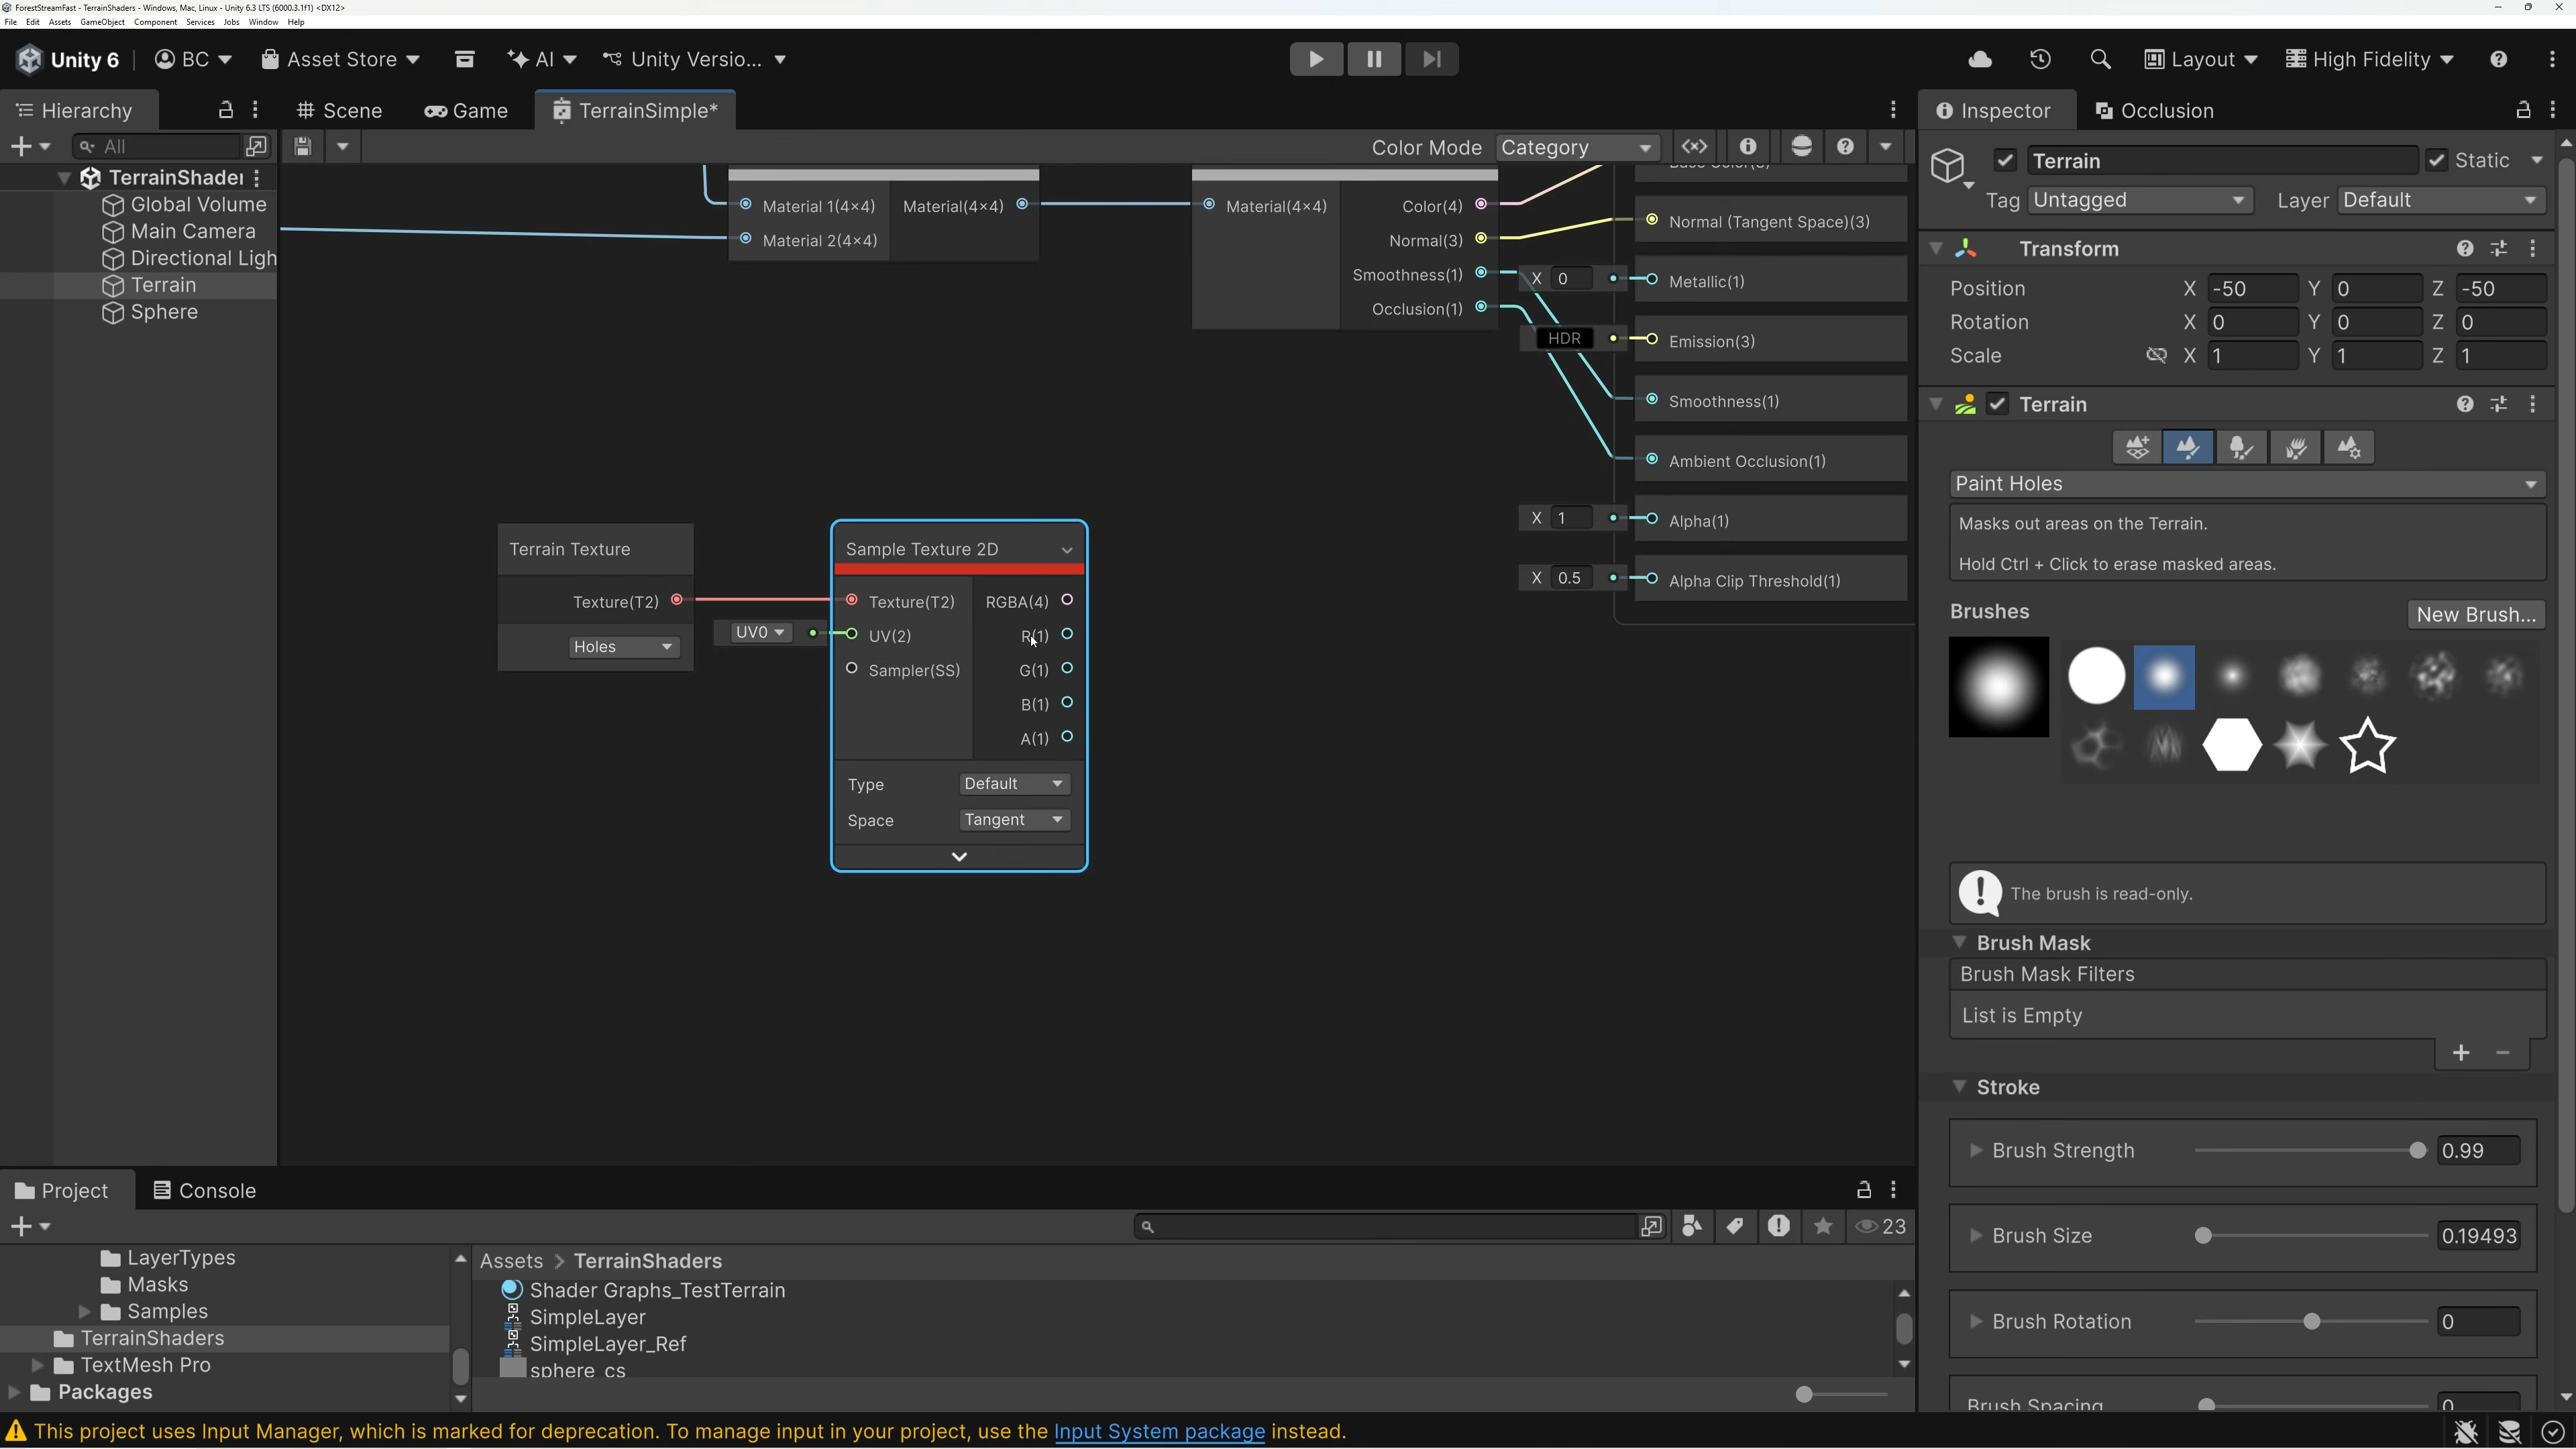 ForestStreamFast - TerrainShaders - Windows, Mac, Linux - Unity 6.3 LTS (6000.3.1f1) <DX12>
File Edit Assets GameObject Component Services Jobs Window Help
Unity 6 BC Asset Store AI Unity Versio... Layout High Fidelity
Hierarchy Scene Game TerrainSimple* Inspector Occlusion
All Color Mode Category
TerrainShader
Global Volume
Main Camera
Directional Ligh
Terrain
Sphere
Material 1(4×4) Material(4×4)
Material 2(4×4)
Material(4×4) Color(4)
Normal(3)
Smoothness(1)
Occlusion(1)
Base Color(3)
Normal (Tangent Space)(3)
X 0 Metallic(1)
HDR Emission(3)
Smoothness(1)
Ambient Occlusion(1)
X 1 Alpha(1)
X 0.5 Alpha Clip Threshold(1)
Terrain Texture
Texture(T2)
Holes
Sample Texture 2D
Texture(T2) RGBA(4)
UV0 UV(2) R(1)
Sampler(SS) G(1)
B(1)
A(1)
Type Default
Space Tangent
Terrain Static
Tag Untagged Layer Default
Transform
Position X -50 Y 0 Z -50
Rotation X 0 Y 0 Z 0
Scale X 1 Y 1 Z 1
Terrain
Paint Holes
Masks out areas on the Terrain.
Hold Ctrl + Click to erase masked areas.
Brushes New Brush...
The brush is read-only.
Brush Mask
Brush Mask Filters
List is Empty
Stroke
Brush Strength 0.99
Brush Size 0.19493
Brush Rotation 0
Brush Spacing 0
Project Console
23
LayerTypes
Masks
Samples
TerrainShaders
TextMesh Pro
Packages
Assets > TerrainShaders
Shader Graphs_TestTerrain
SimpleLayer
SimpleLayer_Ref
sphere_cs
This project uses Input Manager, which is marked for deprecation. To manage input in your project, use the Input System package instead.